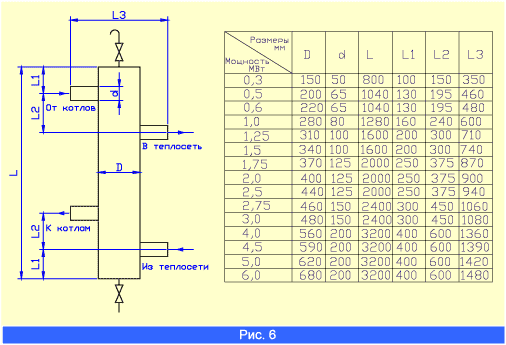 L3
L1
d
От котлов
L2
В теплосеть
D
L
L2
К котлам
L1
Из теплосети
Размеры мм
Мощность МВт
D d L L1 L2 L3
0,3 150 50 800 100 150 350
0,5 200 65 1040 130 195 460
0,6 220 65 1040 130 195 480
1,0 280 80 1280 160 240 600
1,25 310 100 1600 200 300 710
1,5 340 100 1600 200 300 740
1,75 370 125 2000 250 375 870
2,0 400 125 2000 250 375 900
2,5 440 125 2000 250 375 940
2,75 460 150 2400 300 450 1060
3,0 480 150 2400 300 450 1080
4,0 560 200 3200 400 600 1360
4,5 590 200 3200 400 600 1390
5,0 620 200 3200 400 600 1420
6,0 680 200 3200 400 600 1480
Рис. 6